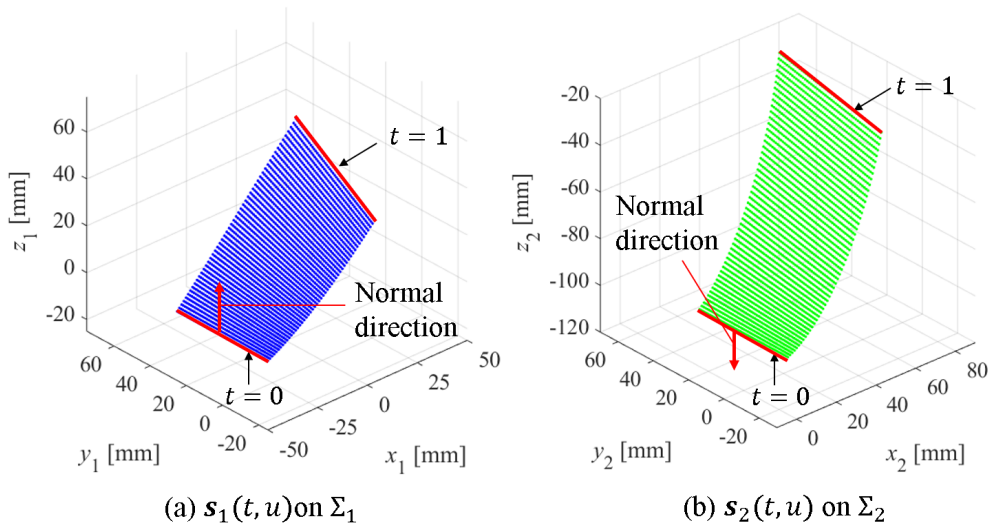 60
40
20
0
-20
z₁ [mm]
t = 1
Normal
direction
t = 0
60
40
20
0
-20
y₁ [mm]
-50
-25
0
25
50
x₁ [mm]
(a) s₁(t, u)on Σ₁
-20
-40
-60
-80
-100
-120
z₂ [mm]
t = 1
Normal
direction
t = 0
60
40
20
0
-20
y₂ [mm]
0
20
40
60
80
x₂ [mm]
(b) s₂(t, u) on Σ₂